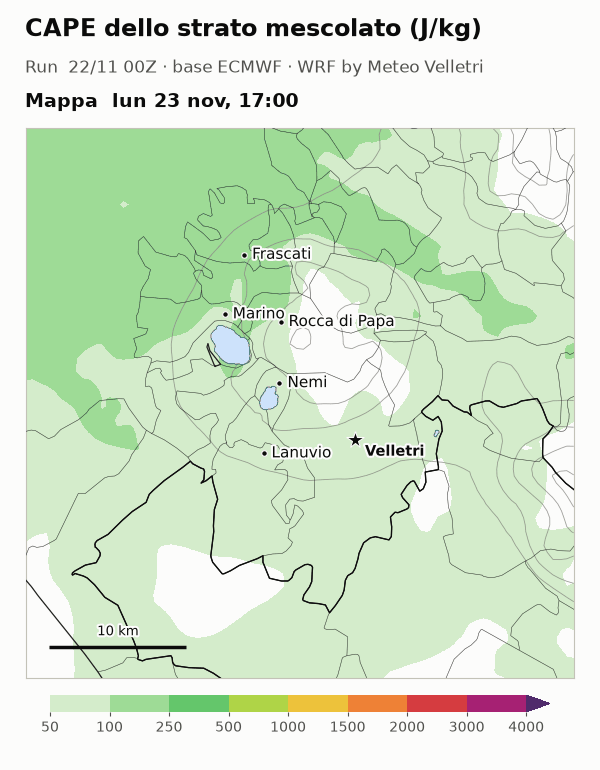 CAPE dello strato mescolato (J/kg)
Run 22/11 00Z · base ECMWF · WRF by Meteo Velletri
Mappa lun 23 nov, 17:00
Frascati
Marino
Rocca di Papa
Nemi
Velletri
Lanuvio
10 km
50 100 250 500 1000 1500 2000 3000 4000